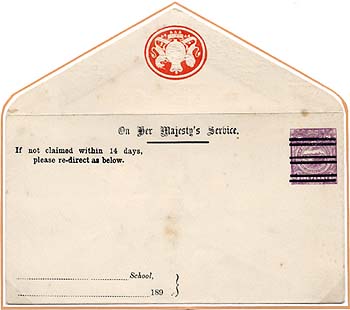 On Her Majesty's Service.
If not claimed within 14 days,
please re-direct as below.
School,
189